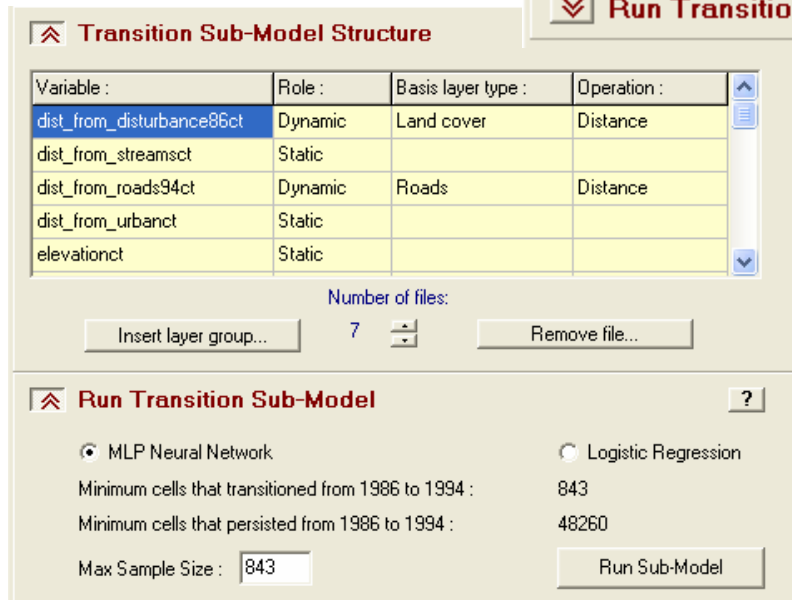 Run Transitio
Transition Sub-Model Structure
Variable : Role : Basis layer type : Operation :
dist_from_disturbance86ct Dynamic Land cover Distance
dist_from_streamsct Static
dist_from_roads94ct Dynamic Roads Distance
dist_from_urbanct Static
elevationct Static
Number of files:
Insert layer group... 7 Remove file...
Run Transition Sub-Model ?
MLP Neural Network Logistic Regression
Minimum cells that transitioned from 1986 to 1994 : 843
Minimum cells that persisted from 1986 to 1994 : 48260
Max Sample Size : 843 Run Sub-Model